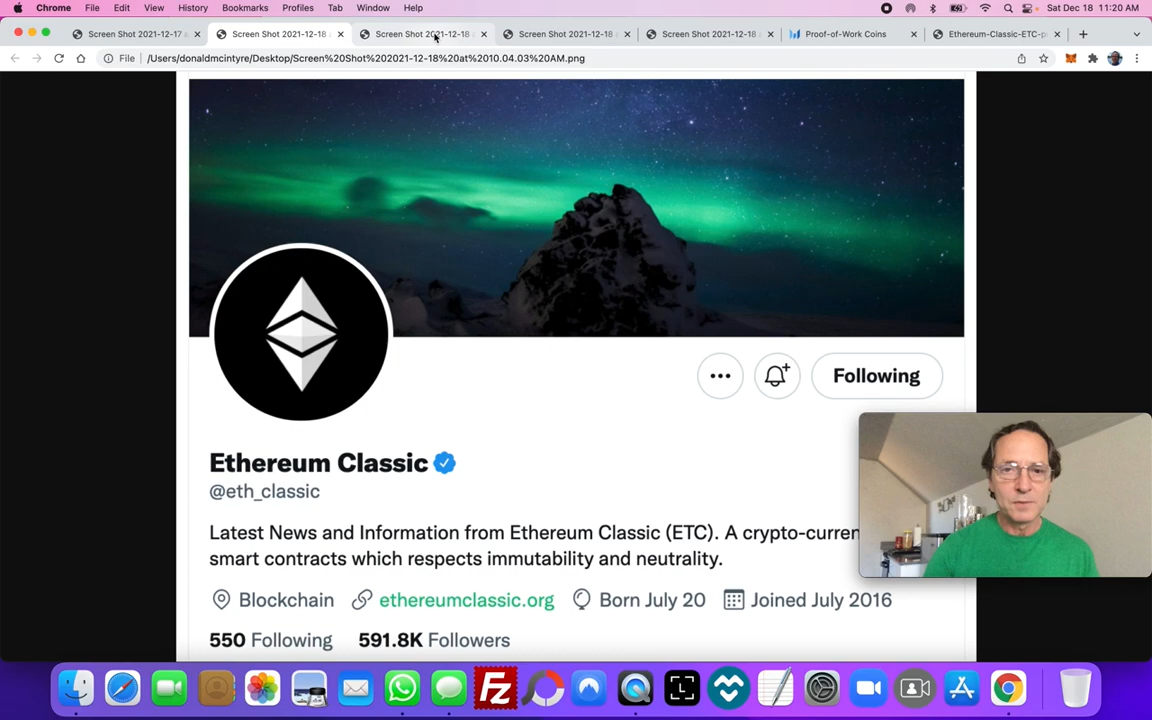 Chrome File Edit View History Bookmarks Profiles Tab Window Help Sat Dec 18 11:20 AM
Screen Shot 2021-12-17 a Screen Shot 2021-12-18 a Screen Shot 2021-12-18 a Screen Shot 2021-12-18 a Screen Shot 2021-12-18 a Proof-of-Work Coins Ethereum-Classic-ETC-p
File /Users/donaldmcintyre/Desktop/Screen%20Shot%202021-12-18%20at%2010.04.03%20AM.png
Following
Ethereum Classic
@eth_classic
Latest News and Information from Ethereum Classic (ETC). A crypto-curren
smart contracts which respects immutability and neutrality.
Blockchain ethereumclassic.org Born July 20 Joined July 2016
550 Following 591.8K Followers
FZ